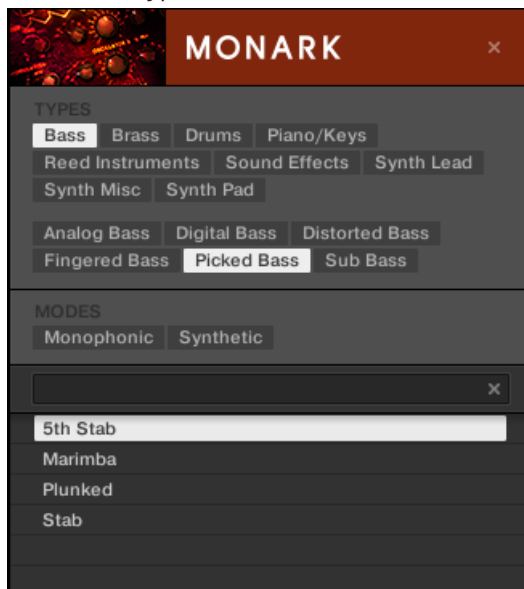 MONARK ×
TYPES
Bass Brass Drums Piano/Keys
Reed Instruments Sound Effects Synth Lead
Synth Misc Synth Pad
Analog Bass Digital Bass Distorted Bass
Fingered Bass Picked Bass Sub Bass
MODES
Monophonic Synthetic
×
5th Stab
Marimba
Plunked
Stab